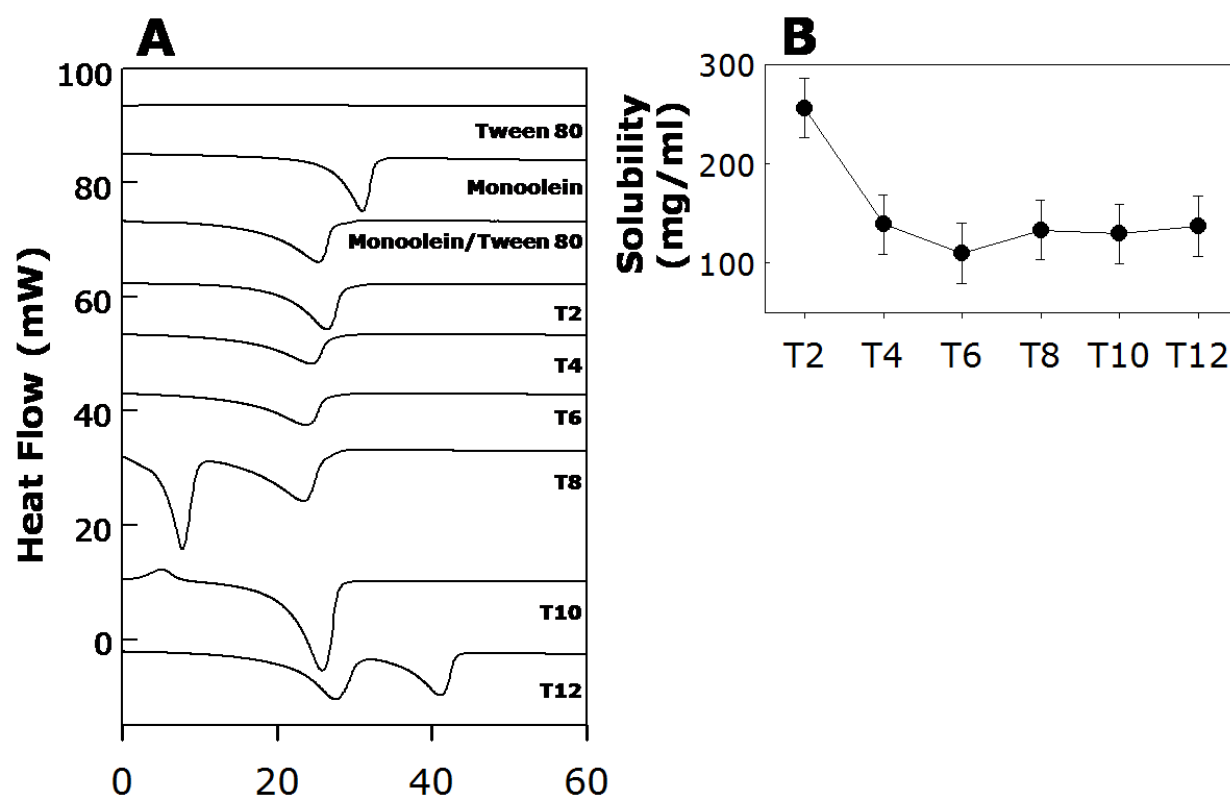 A
100
80
60
40
20
0
Heat Flow (mW)
Tween 80
Monoolein
Monoolein/Tween 80
T2
T4
T6
T8
T10
T12
0 20 40 60
B
300
200
100
Solubility
(mg/ml)
T2 T4 T6 T8 T10 T12